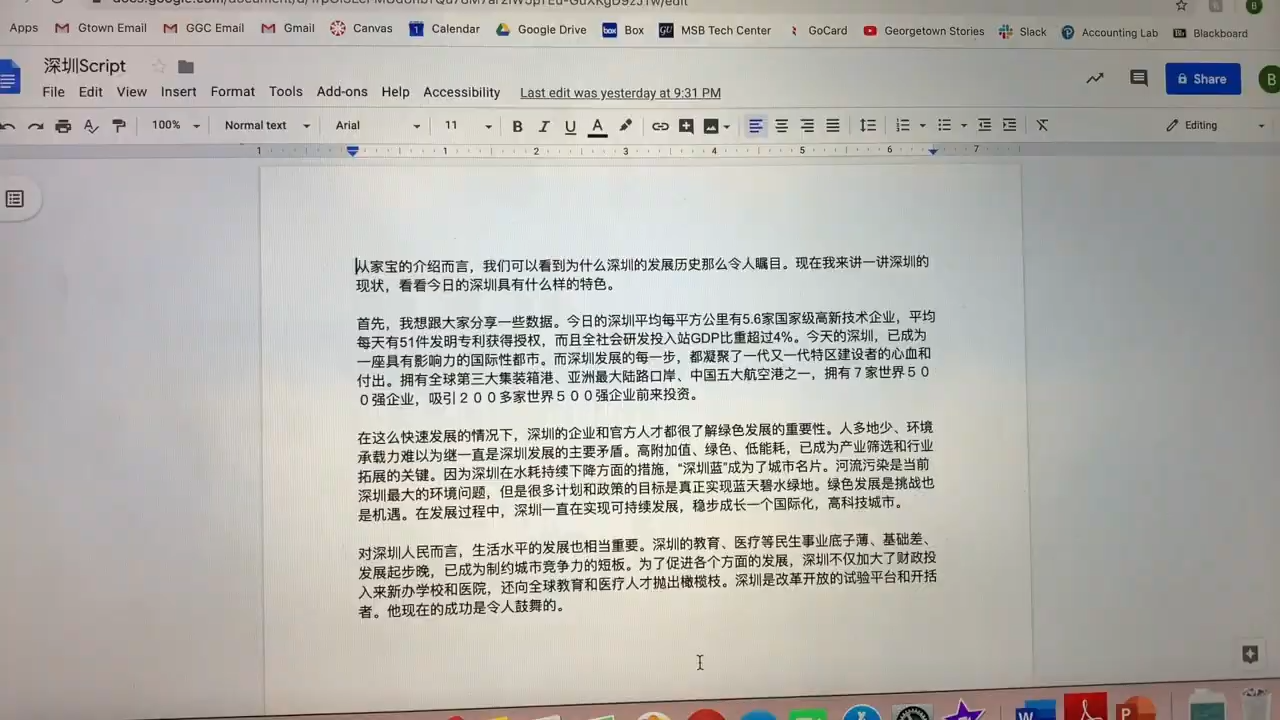 Apps Gtown Email GGC Email Gmail Canvas Calendar Google Drive Box MSB Tech Center GoCard Georgetown Stories Slack Accounting Lab Blackboard
深圳Script
File Edit View Insert Format Tools Add-ons Help Accessibility Last edit was yesterday at 9:31 PM Share B
100% Normal text Arial 11 B I U A Editing
1 1 2 3 4 5 6 7
从家宝的介绍而言，我们可以看到为什么深圳的发展历史那么令人瞩目。现在我来讲一讲深圳的
现状，看看今日的深圳具有什么样的特色。
首先，我想跟大家分享一些数据。今日的深圳平均每平方公里有5.6家国家级高新技术企业，平均
每天有51件发明专利获得授权，而且全社会研发投入站GDP比重超过4%。今天的深圳，已成为
一座具有影响力的国际性都市。而深圳发展的每一步，都凝聚了一代又一代特区建设者的心血和
付出。拥有全球第三大集装箱港、亚洲最大陆路口岸、中国五大航空港之一，拥有７家世界５０
０强企业，吸引２００多家世界５００强企业前来投资。
在这么快速发展的情况下，深圳的企业和官方人才都很了解绿色发展的重要性。人多地少、环境
承载力难以为继一直是深圳发展的主要矛盾。高附加值、绿色、低能耗，已成为产业筛选和行业
拓展的关键。因为深圳在水耗持续下降方面的措施，“深圳蓝”成为了城市名片。河流污染是当前
深圳最大的环境问题，但是很多计划和政策的目标是真正实现蓝天碧水绿地。绿色发展是挑战也
是机遇。在发展过程中，深圳一直在实现可持续发展，稳步成长一个国际化，高科技城市。
对深圳人民而言，生活水平的发展也相当重要。深圳的教育、医疗等民生事业底子薄、基础差、
发展起步晚，已成为制约城市竞争力的短板。为了促进各个方面的发展，深圳不仅加大了财政投
入来新办学校和医院，还向全球教育和医疗人才抛出橄榄枝。深圳是改革开放的试验平台和开括
者。他现在的成功是令人鼓舞的。
W P